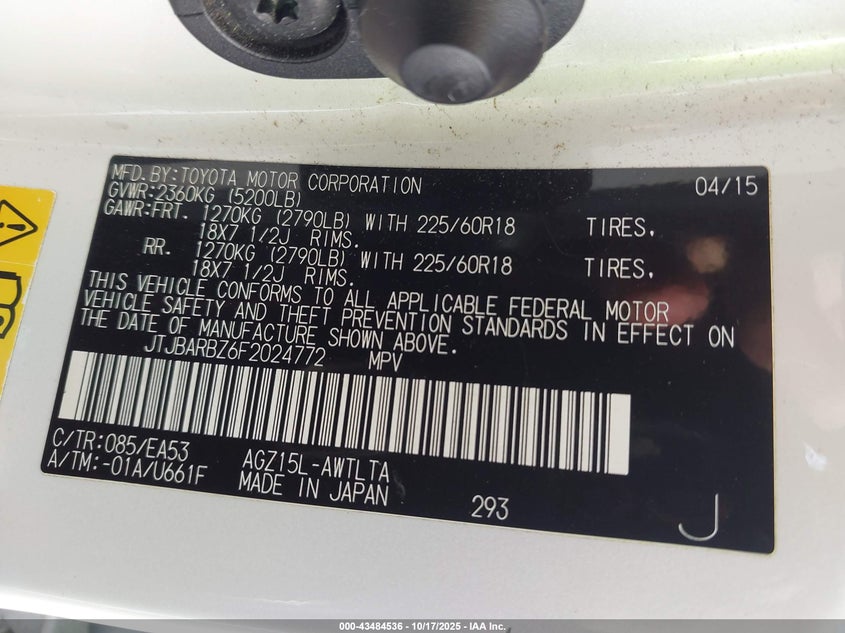 MFD.BY:TOYOTA MOTOR CORPORATION 04/15
GVWR:2360KG (5200LB)
GAWR:FRT. 1270KG (2790LB) WITH 225/60R18 TIRES,
18X7 1/2J RIMS.
RR. 1270KG (2790LB) WITH 225/60R18 TIRES,
18X7 1/2J RIMS.
THIS VEHICLE CONFORMS TO ALL APPLICABLE FEDERAL MOTOR
VEHICLE SAFETY AND THEFT PREVENTION STANDARDS IN EFFECT ON
THE DATE OF MANUFACTURE SHOWN ABOVE.
JTJBARBZ6F2024772 MPV
C/TR:085/EA53 AGZ15L-AWTLTA
A/TM:-01A/U661F MADE IN JAPAN 293 J
000-43484536 - 10/17/2025 - IAA Inc.